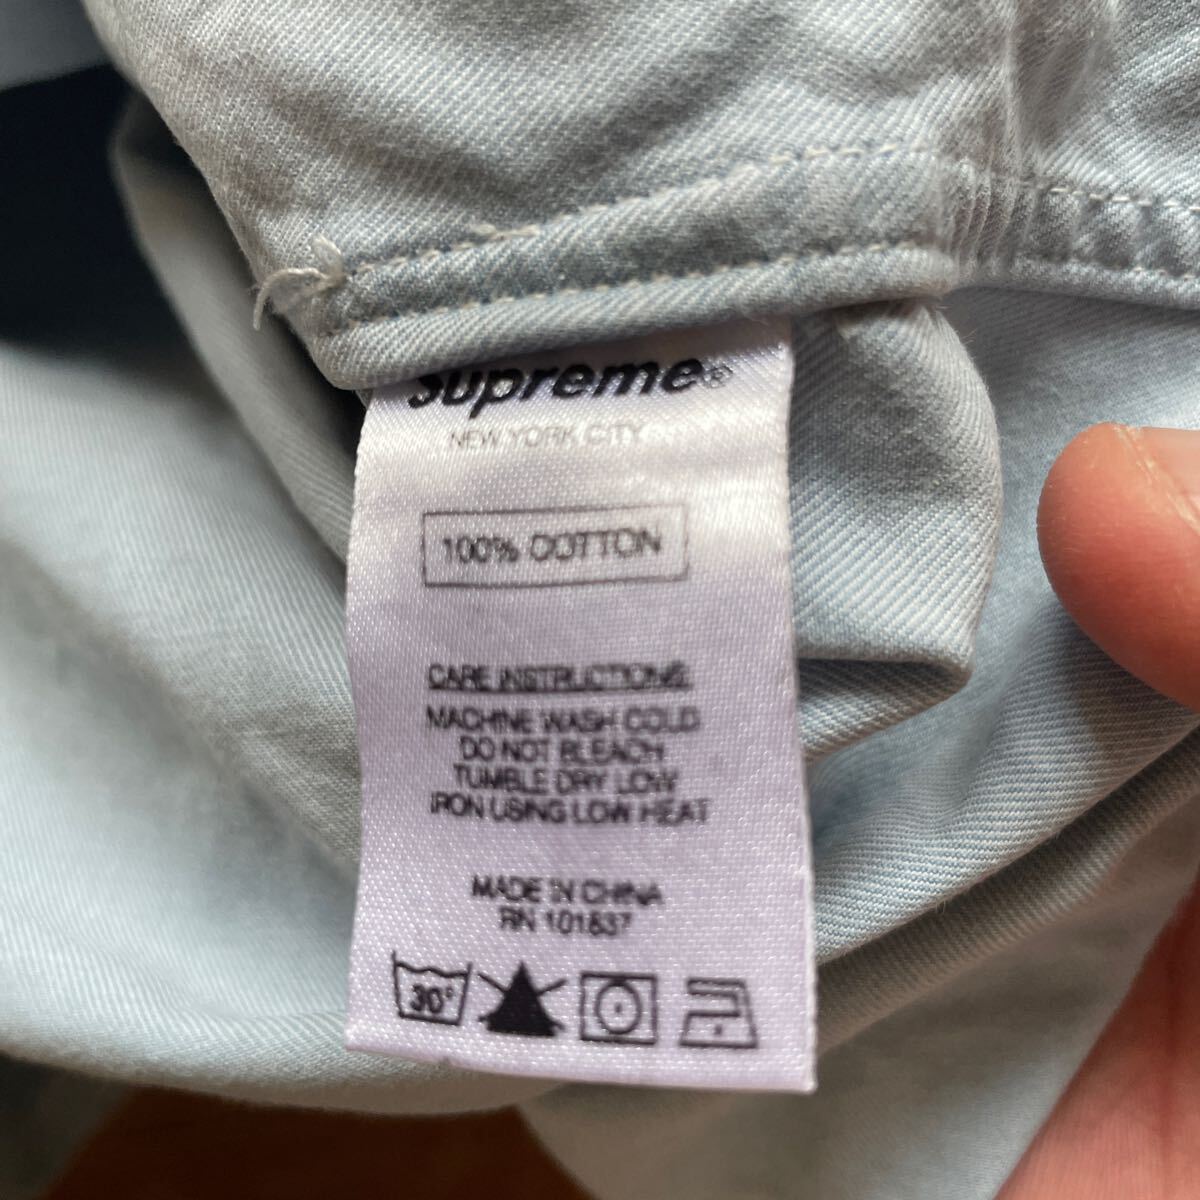 Supreme®
NEW YORK CITY
100% COTTON
CARE INSTRUCTIONS
MACHINE WASH COLD
DO NOT BLEACH
TUMBLE DRY LOW
IRON USING LOW HEAT
MADE IN CHINA
RN 101837
30°